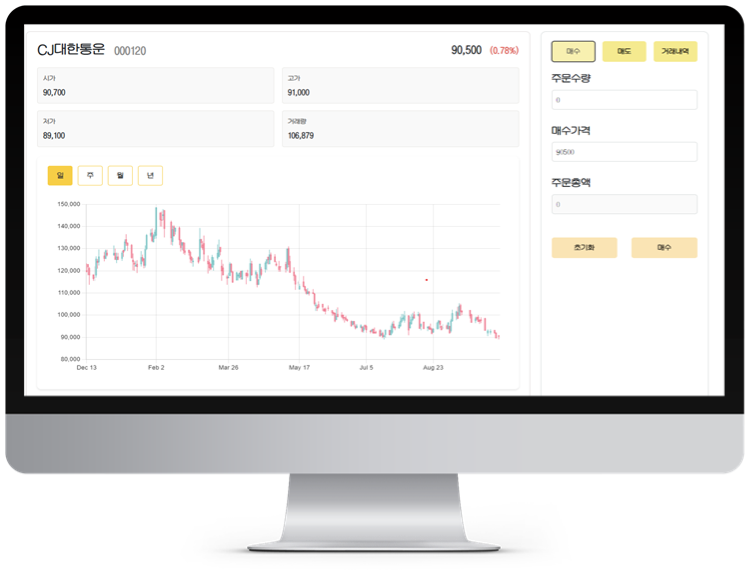 CJ대한통운 000120
90,500 (0.78%)
시가
90,700
고가
91,000
저가
89,100
거래량
106,879
일 주 월 년
150,000
140,000
130,000
120,000
110,000
100,000
90,000
80,000
Dec 13 Feb 2 Mar 26 May 17 Jul 5 Aug 23
매수 매도 거래내역
주문수량
0
매수가격
90500
주문총액
0
초기화 매수